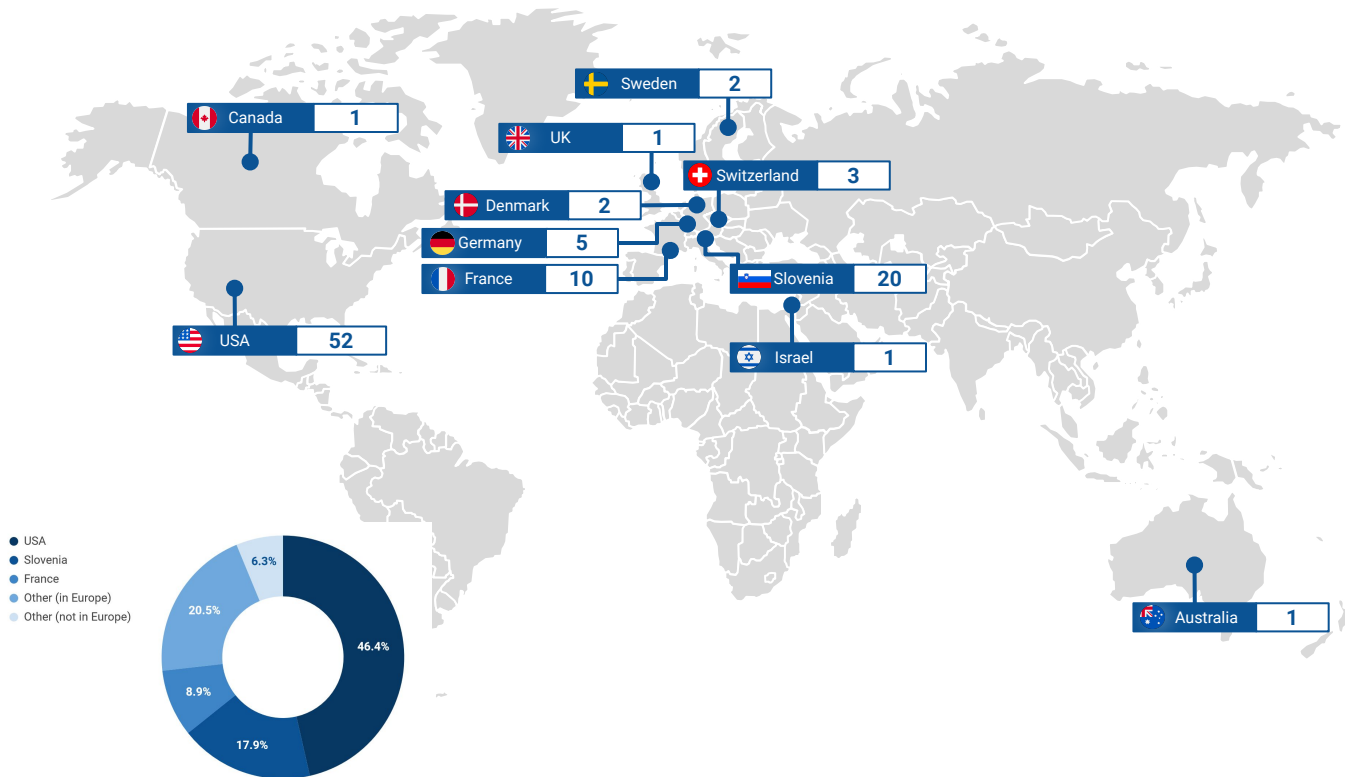 Sweden 2
Canada 1
UK 1
Switzerland 3
Denmark 2
Germany 5
France 10
Slovenia 20
USA 52
Israel 1
Australia 1
USA
Slovenia
France
Other (in Europe)
Other (not in Europe)
6.3%
20.5%
46.4%
8.9%
17.9%